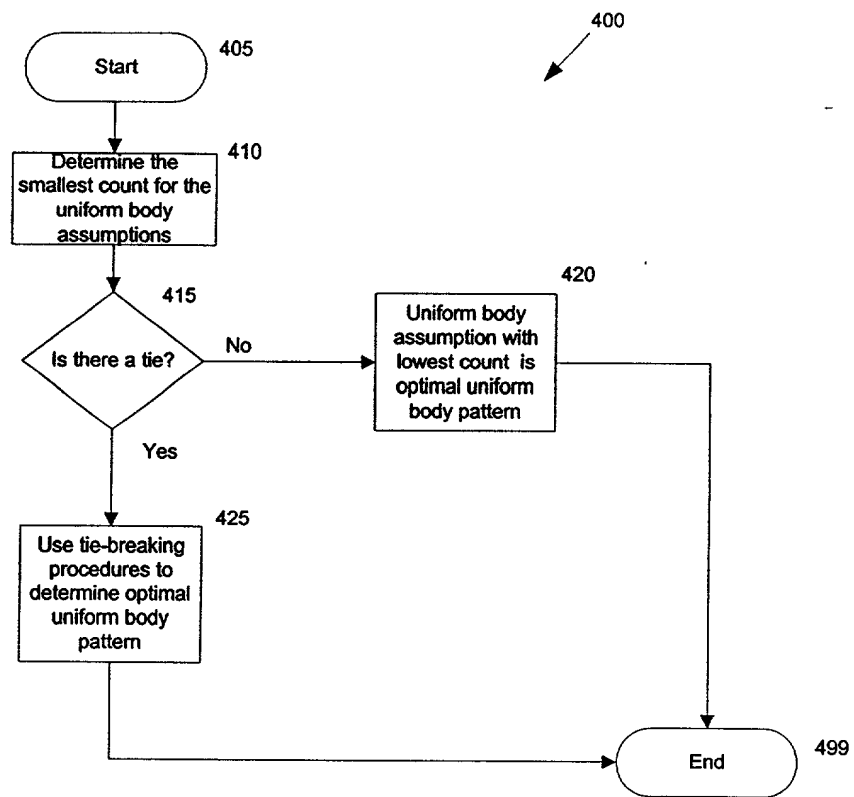 400
405
Start
410
Determine the
smallest count for the
uniform body
assumptions
415
Is there a tie?
No
420
Uniform body
assumption with
lowest count is
optimal uniform
body pattern
Yes
425
Use tie-breaking
procedures to
determine optimal
uniform body
pattern
End
499